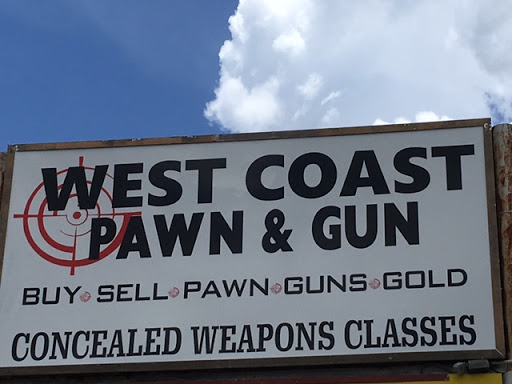 WEST COAST
PAWN & GUN
BUY SELL PAWN GUNS GOLD
CONCEALED WEAPONS CLASSES